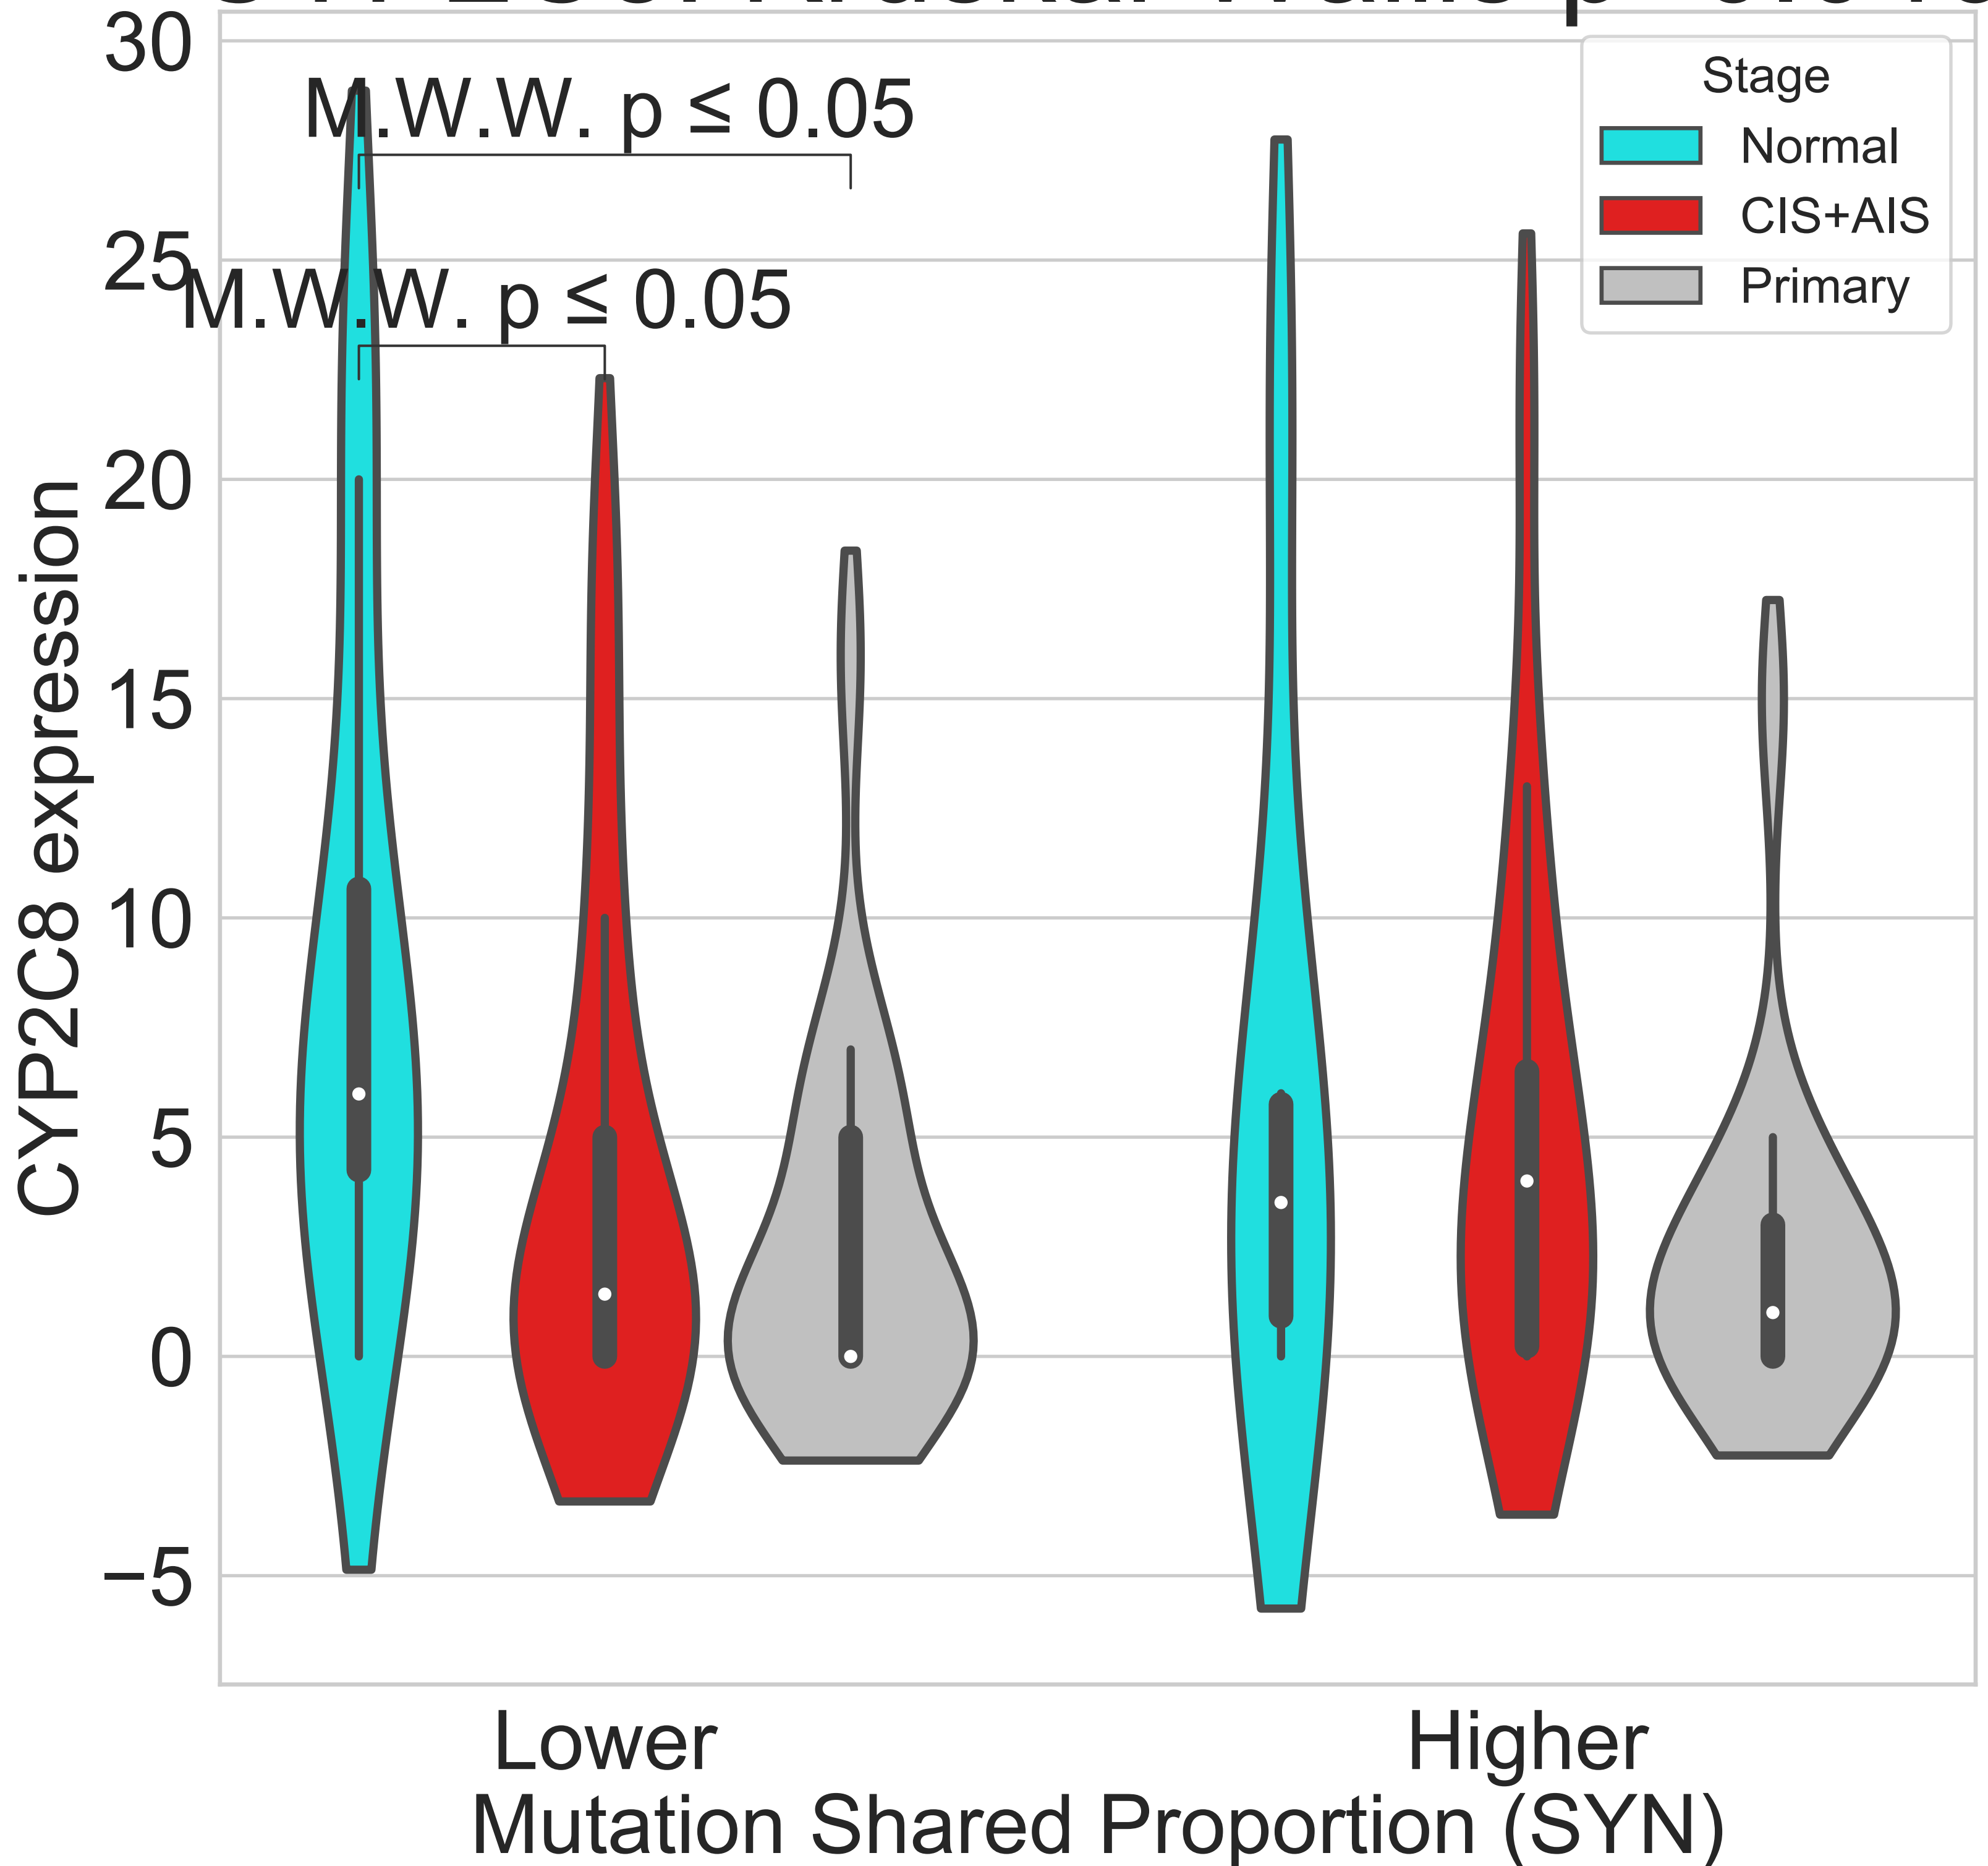 30
25
20
15
10
5
0
−5
CYP2C8 expression
M.W.W. p ≤ 0.05
M.W.W. p ≤ 0.05
Stage
Normal
CIS+AIS
Primary
Lower
Higher
Mutation Shared Proportion (SYN)